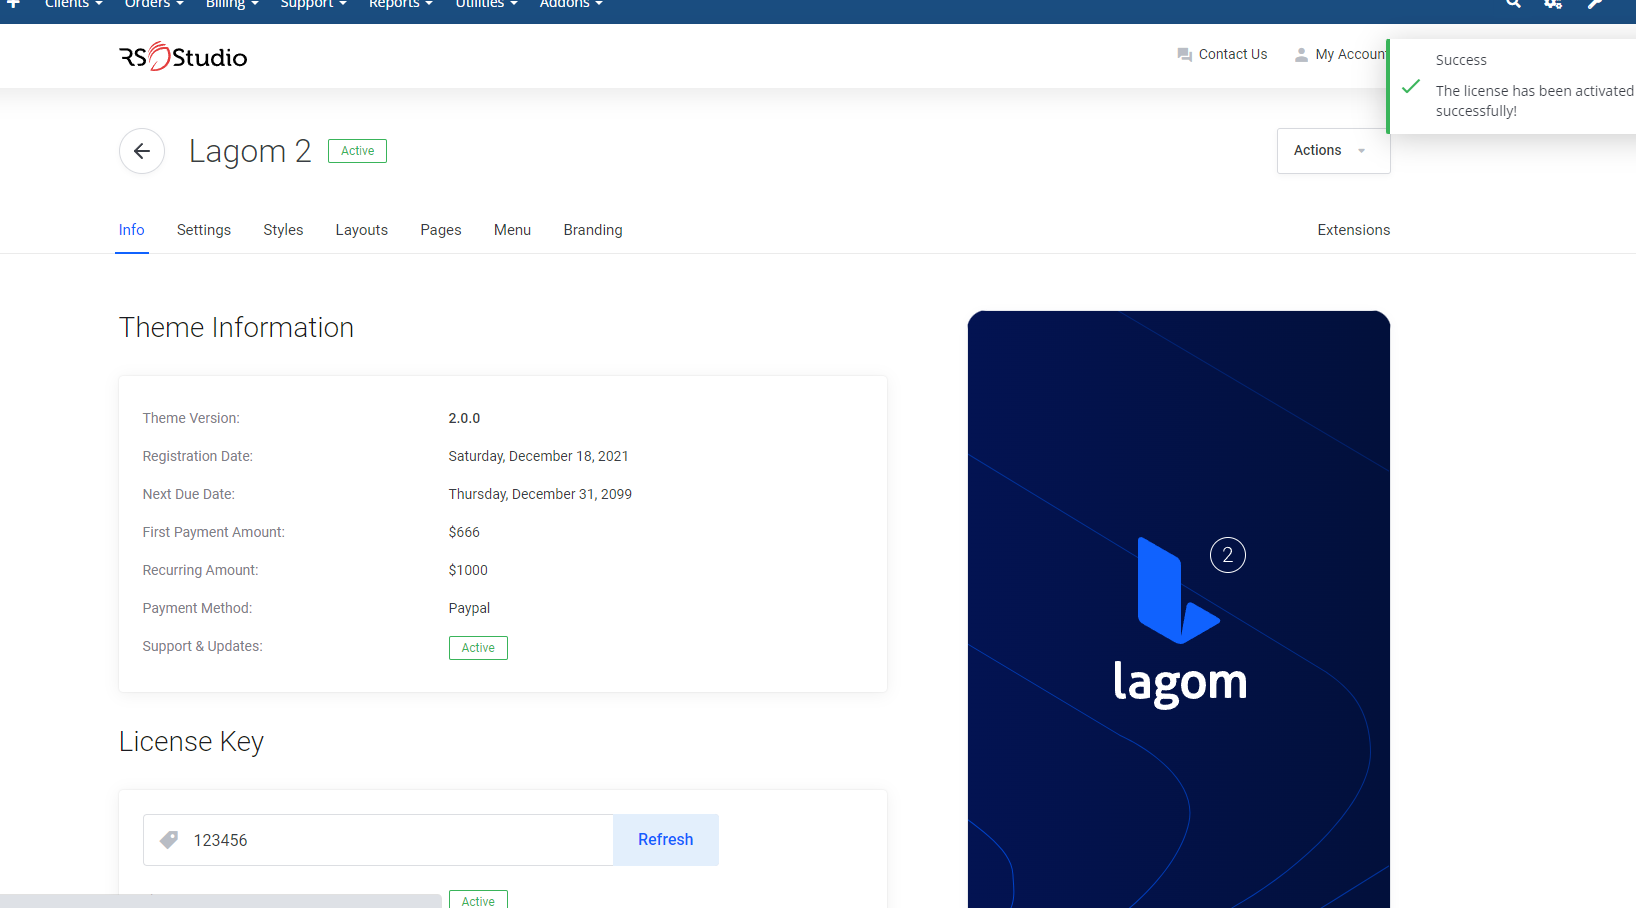 Clients Orders Billing Support Reports Utilities Addons
RS Studio
Contact Us My Account
Success
The license has been activated
successfully!
Lagom 2 Active
Actions
Info Settings Styles Layouts Pages Menu Branding Extensions
Theme Information
Theme Version: 2.0.0
Registration Date: Saturday, December 18, 2021
Next Due Date: Thursday, December 31, 2099
First Payment Amount: $666
Recurring Amount: $1000
Payment Method: Paypal
Support & Updates: Active
2
lagom
License Key
123456 Refresh
Active